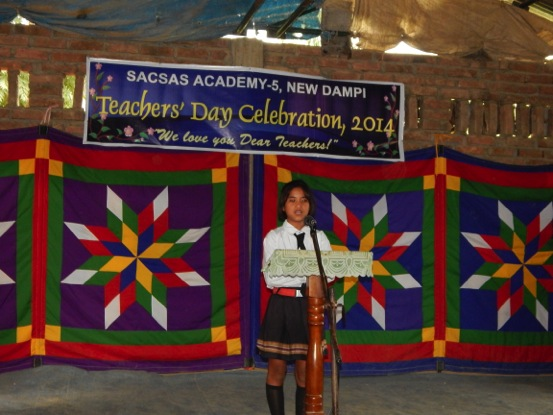 SACSAS ACADEMY-5, NEW DAMPI
Teachers' Day Celebration, 2014
"We love you Dear Teachers!"